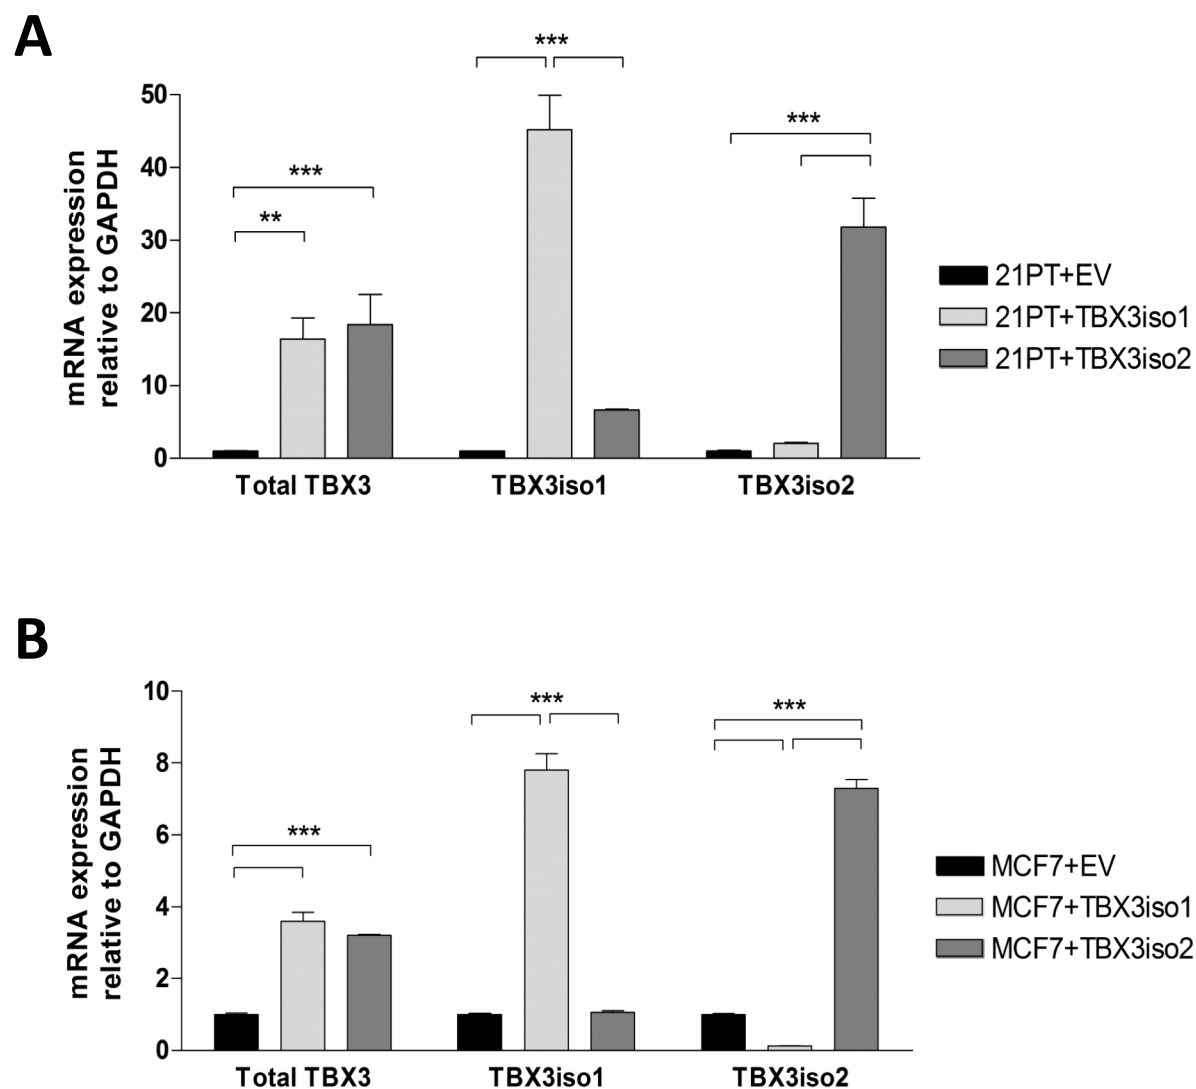 A
***
50
***
40
***
**
30
20
10
0
mRNA expression
relative to GAPDH
21PT+EV
21PT+TBX3iso1
21PT+TBX3iso2
Total TBX3 TBX3iso1 TBX3iso2
B
10
***
***
8
***
6
4
2
0
mRNA expression
relative to GAPDH
MCF7+EV
MCF7+TBX3iso1
MCF7+TBX3iso2
Total TBX3 TBX3iso1 TBX3iso2